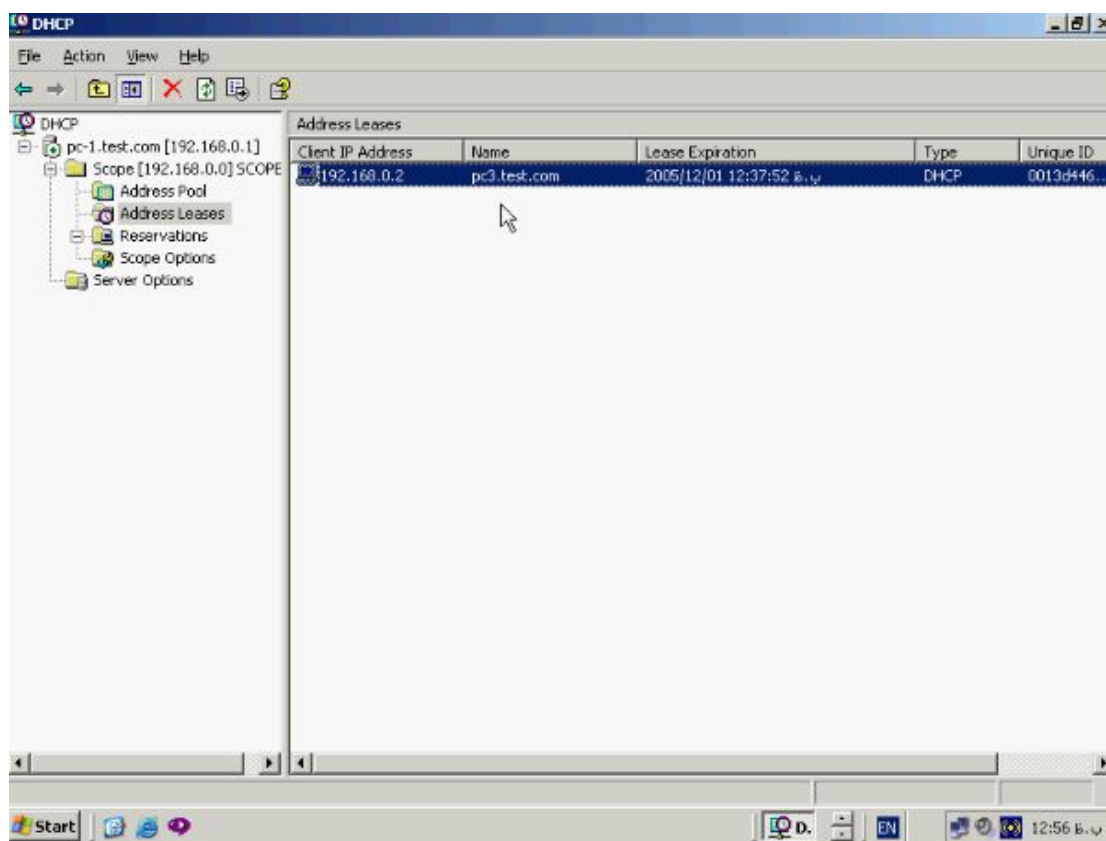 DHCP
File Action View Help
DHCP
pc-1.test.com [192.168.0.1]
Scope [192.168.0.0] SCOPE
Address Pool
Address Leases
Reservations
Scope Options
Server Options
Address Leases
Client IP Address Name Lease Expiration Type Unique ID
192.168.0.2 pc3.test.com 2005/12/01 12:37:52 ب.ظ DHCP 0013d446...
Start D. EN 12:56 ب.ظ